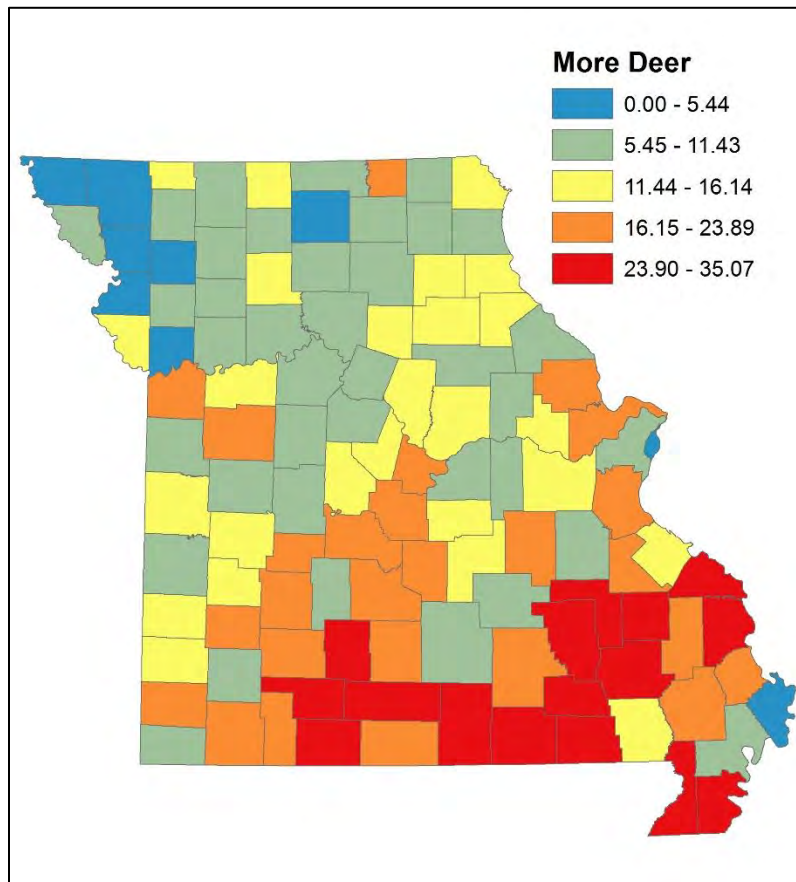 More Deer
0.00 - 5.44
5.45 - 11.43
11.44 - 16.14
16.15 - 23.89
23.90 - 35.07